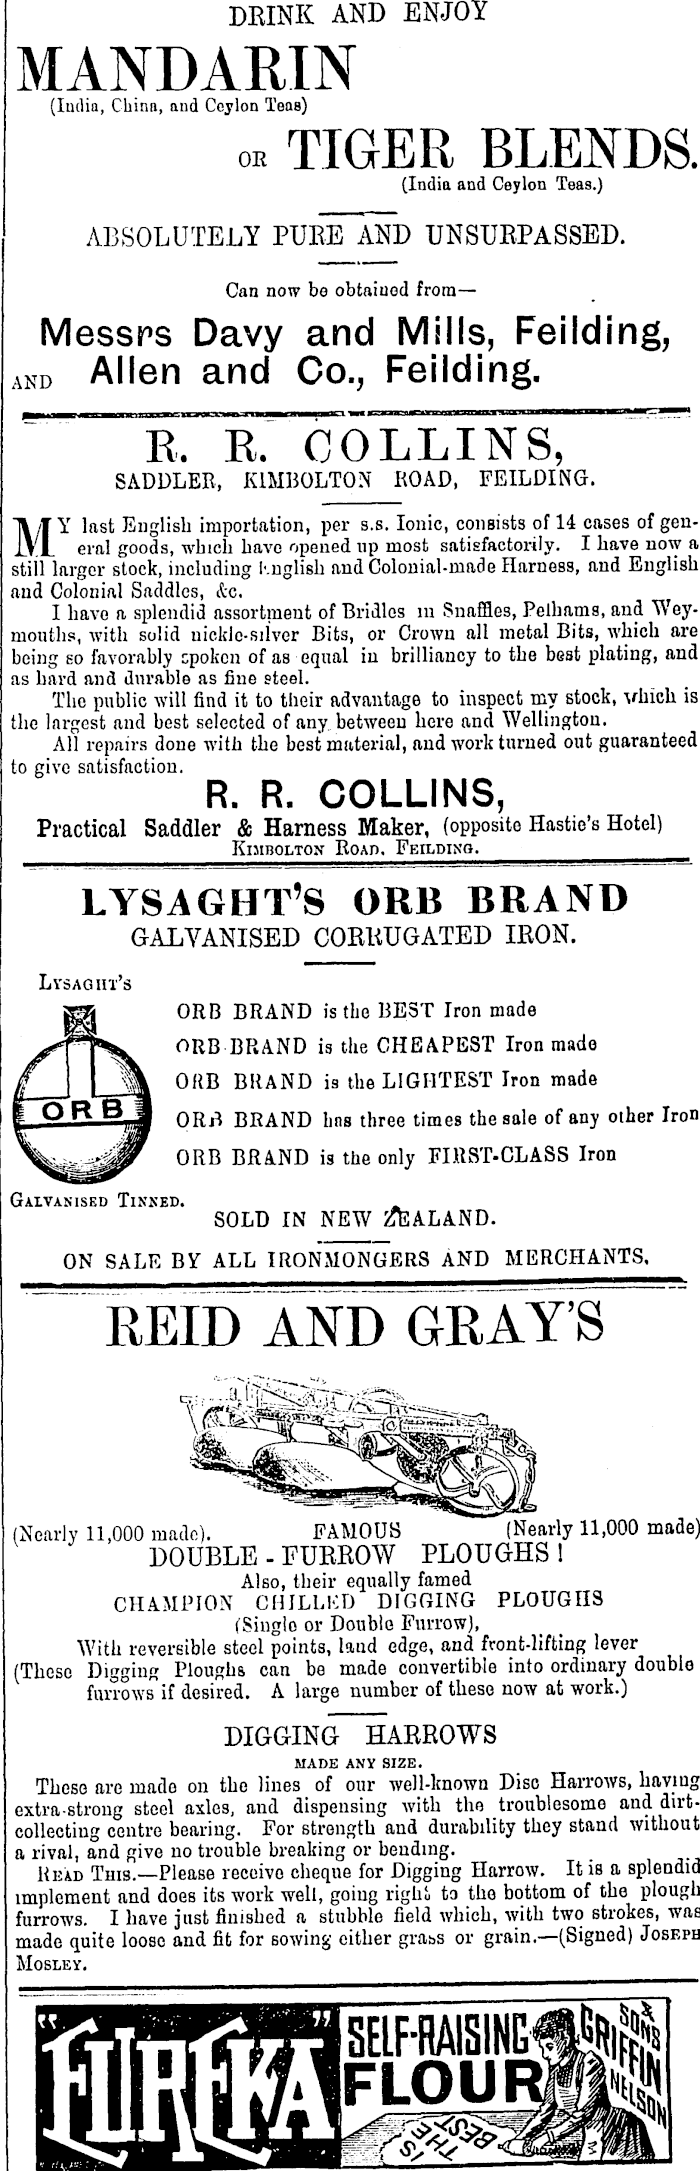 DRINK AND ENJOY
MANDARIN
(India, China, and Ceylon Teas)
OR TIGER BLENDS.
(India and Ceylon Teas.)
ABSOLUTELY PURE AND UNSURPASSED.
Can now be obtained from—
Messrs Davy and Mills, Feilding,
AND Allen and Co., Feilding.
R. R. COLLINS,
SADDLER, KIMBOLTON ROAD, FEILDING.
MY last English importation, per s.s. Ionic, consists of 14 cases of gen-
eral goods, which have opened up most satisfactorily. I have now a
still larger stock, including English and Colonial-made Harness, and English
and Colonial Saddles, &c.
I have a splendid assortment of Bridles in Snaffles, Pelhams, and Wey-
mouths, with solid nickle-silver Bits, or Crown all metal Bits, which are
being so favorably spoken of as equal in brilliancy to the best plating, and
as hard and durable as fine steel.
The public will find it to their advantage to inspect my stock, which is
the largest and best selected of any between here and Wellington.
All repairs done with the best material, and work turned out guaranteed
to give satisfaction.
R. R. COLLINS,
Practical Saddler & Harness Maker, (opposite Hastie's Hotel)
KIMBOLTON ROAD, FEILDING.
LYSAGHT'S ORB BRAND
GALVANISED CORRUGATED IRON.
LYSAGHT'S
ORB BRAND is the BEST Iron made
ORB BRAND is the CHEAPEST Iron made
ORB BRAND is the LIGHTEST Iron made
ORB
ORB BRAND has three times the sale of any other Iron
ORB BRAND is the only FIRST-CLASS Iron
GALVANISED TINNED.
SOLD IN NEW ZEALAND.
ON SALE BY ALL IRONMONGERS AND MERCHANTS,
REID AND GRAY'S
(Nearly 11,000 made). FAMOUS (Nearly 11,000 made)
DOUBLE-FURROW PLOUGHS!
Also, their equally famed
CHAMPION CHILLED DIGGING PLOUGHS
(Single or Double Furrow),
With reversible steel points, land edge, and front-lifting lever
(These Digging Ploughs can be made convertible into ordinary double
furrows if desired. A large number of these now at work.)
DIGGING HARROWS
MADE ANY SIZE.
These are made on the lines of our well-known Disc Harrows, having
extra-strong steel axles, and dispensing with the troublesome and dirt-
collecting centre bearing. For strength and durability they stand without
a rival, and give no trouble breaking or bending.
READ THIS.—Please receive cheque for Digging Harrow. It is a splendid
implement and does its work well, going right to the bottom of the plough
furrows. I have just finished a stubble field which, with two strokes, was
made quite loose and fit for sowing either grass or grain.—(Signed) JOSEPH
MOSLEY.
"EUREKA"
SELF-RAISING
FLOUR
IS THE BEST
GRIFFIN
& SONS
NELSON